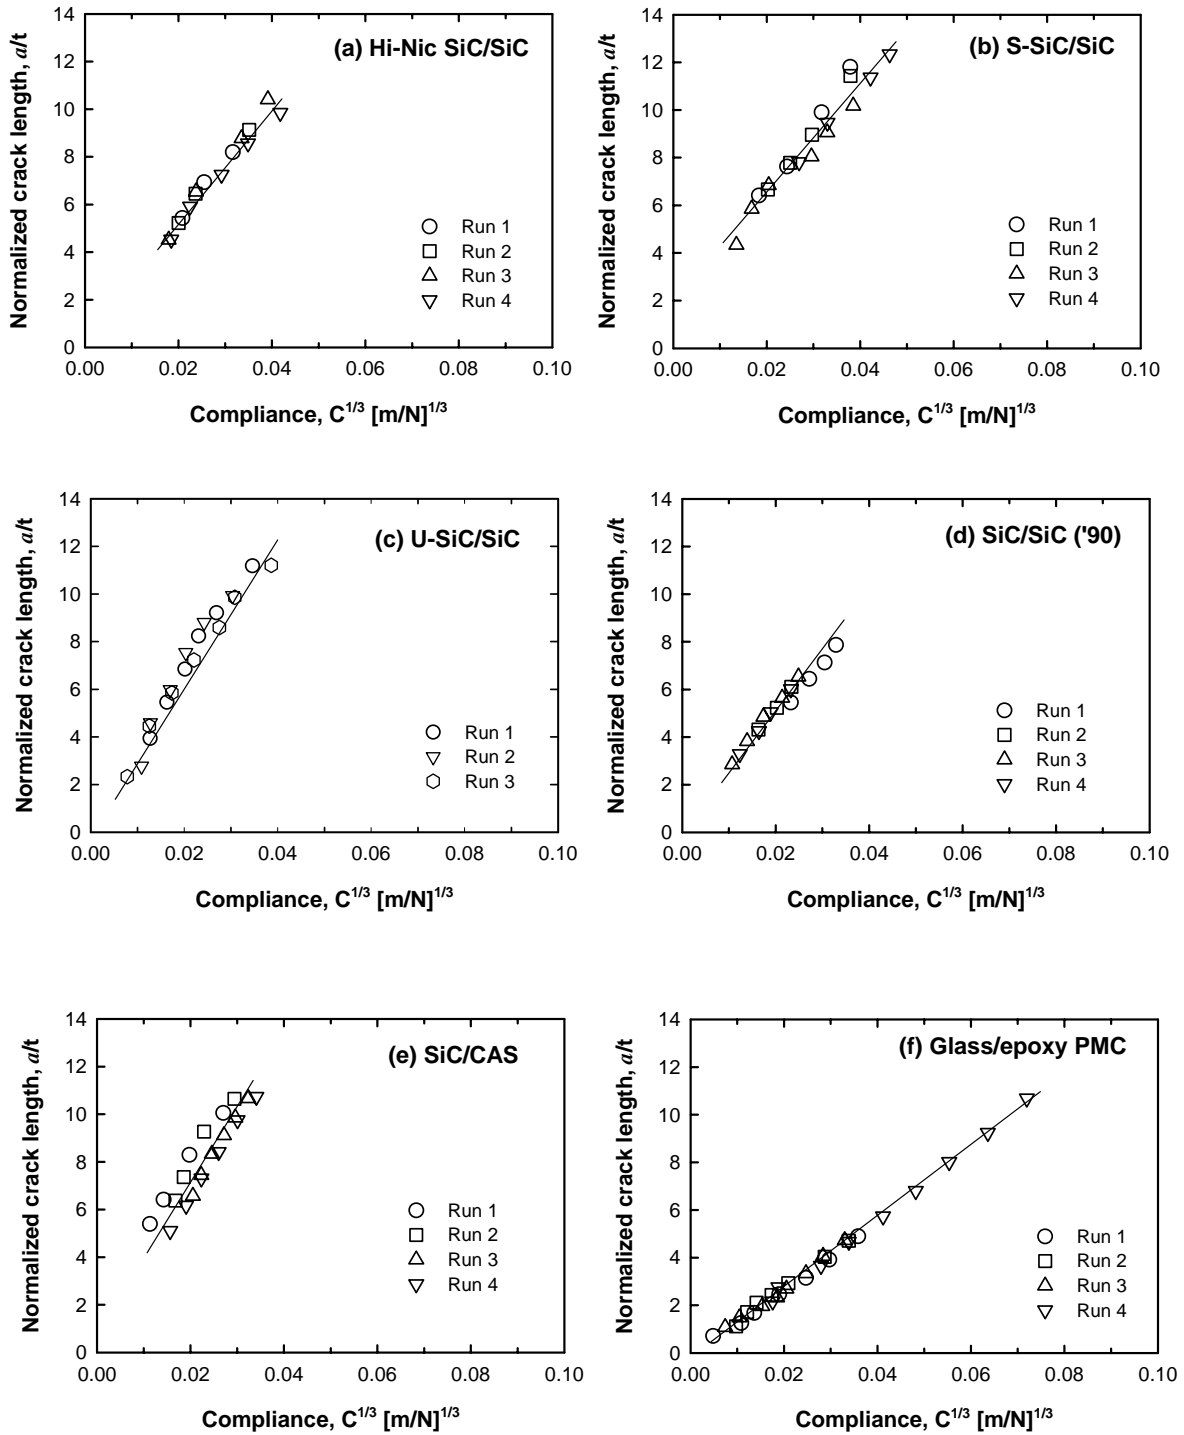 (a) Hi-Nic SiC/SiC
Normalized crack length, a/t
14
12
10
8
6
4
2
0
Run 1
Run 2
Run 3
Run 4
0.00 0.02 0.04 0.06 0.08 0.10
Compliance, C1/3 [m/N]1/3
(b) S-SiC/SiC
Normalized crack length, a/t
14
12
10
8
6
4
2
0
Run 1
Run 2
Run 3
Run 4
0.00 0.02 0.04 0.06 0.08 0.10
Compliance, C1/3 [m/N]1/3
(c) U-SiC/SiC
Normalized crack length, a/t
14
12
10
8
6
4
2
0
Run 1
Run 2
Run 3
0.00 0.02 0.04 0.06 0.08 0.10
Compliance, C1/3 [m/N]1/3
(d) SiC/SiC ('90)
Normalized crack length, a/t
14
12
10
8
6
4
2
0
Run 1
Run 2
Run 3
Run 4
0.00 0.02 0.04 0.06 0.08 0.10
Compliance, C1/3 [m/N]1/3
(e) SiC/CAS
Normalized crack length, a/t
14
12
10
8
6
4
2
0
Run 1
Run 2
Run 3
Run 4
0.00 0.02 0.04 0.06 0.08 0.10
Compliance, C1/3 [m/N]1/3
(f) Glass/epoxy PMC
Normalized crack length, a/t
14
12
10
8
6
4
2
0
Run 1
Run 2
Run 3
Run 4
0.00 0.02 0.04 0.06 0.08 0.10
Compliance, C1/3 [m/N]1/3